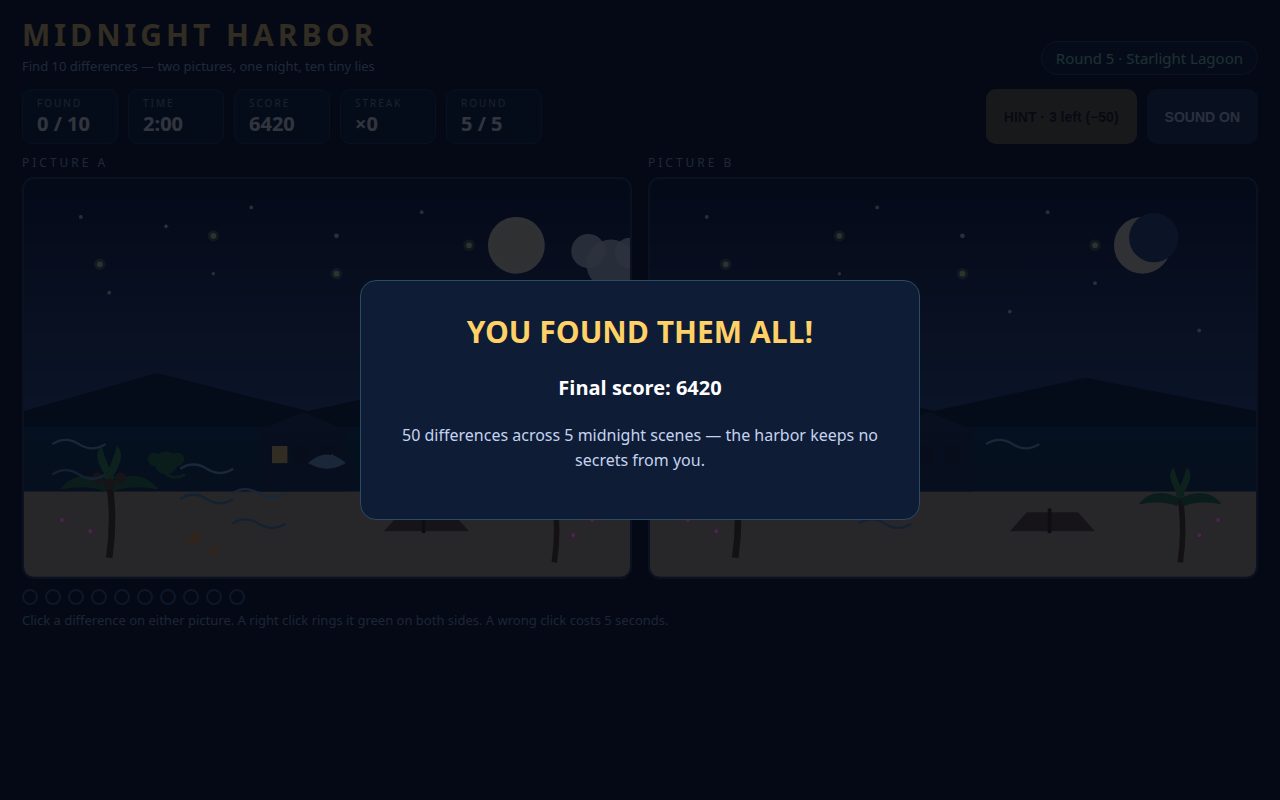 MIDNIGHT HARBOR
Find 10 differences — two pictures, one night, ten tiny lies
Round 5 · Starlight Lagoon
FOUND
0 / 10
TIME
2:00
SCORE
6420
STREAK
×0
ROUND
5 / 5
HINT · 3 left (−50)
SOUND ON
PICTURE A
PICTURE B
YOU FOUND THEM ALL!
Final score: 6420
50 differences across 5 midnight scenes — the harbor keeps no
secrets from you.
Click a difference on either picture. A right click rings it green on both sides. A wrong click costs 5 seconds.